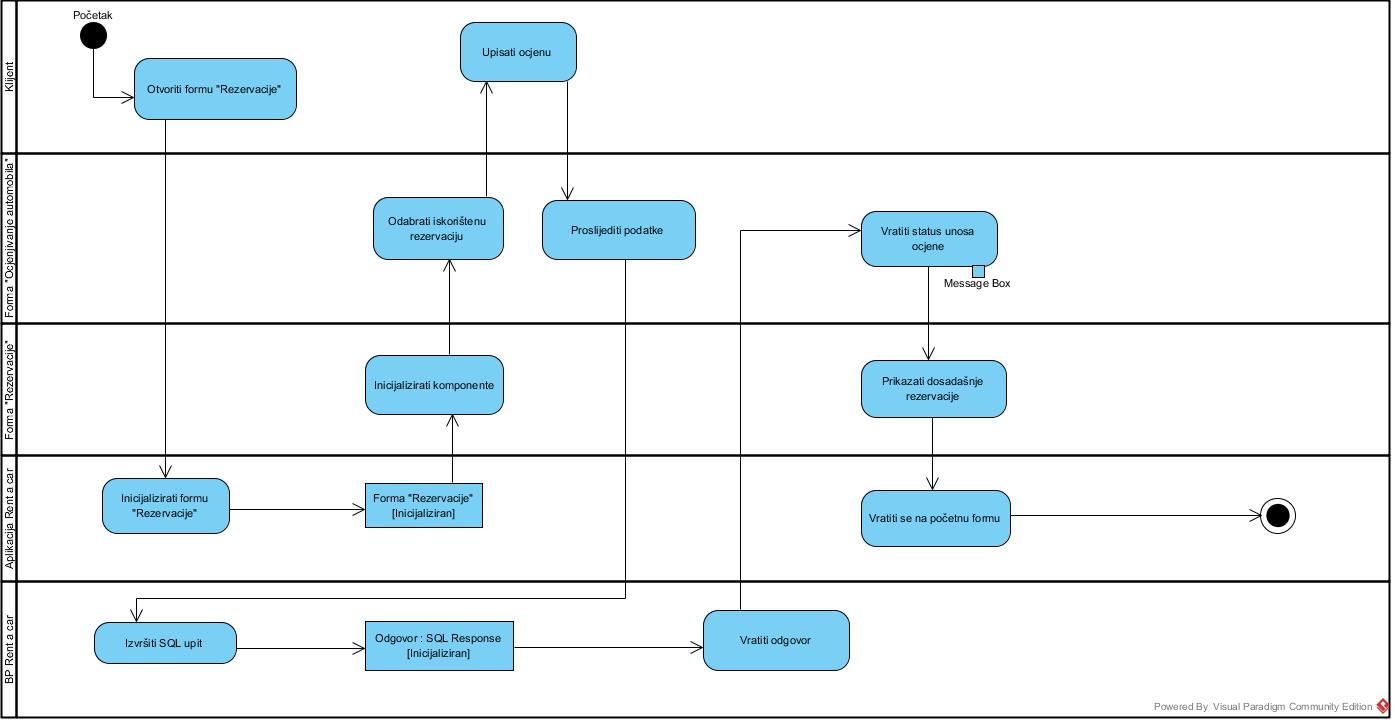 Početak
Klijent
Otvoriti formu "Rezervacije"
Upisati ocjenu
Forma "Ocjenjivanje automobila"
Odabrati iskorištenu
rezervaciju
Proslijediti podatke
Vratiti status unosa
ocjene
Message Box
Forma "Rezervacije"
Inicijalizirati komponente
Prikazati dosadašnje
rezervacije
Aplikacija Rent a car
Inicijalizirati formu
"Rezervacije"
Forma "Rezervacije"
[Inicijaliziran]
Vratiti se na početnu formu
BP Rent a car
Izvršiti SQL upit
Odgovor : SQL Response
[Inicijaliziran]
Vratiti odgovor
Powered By Visual Paradigm Community Edition